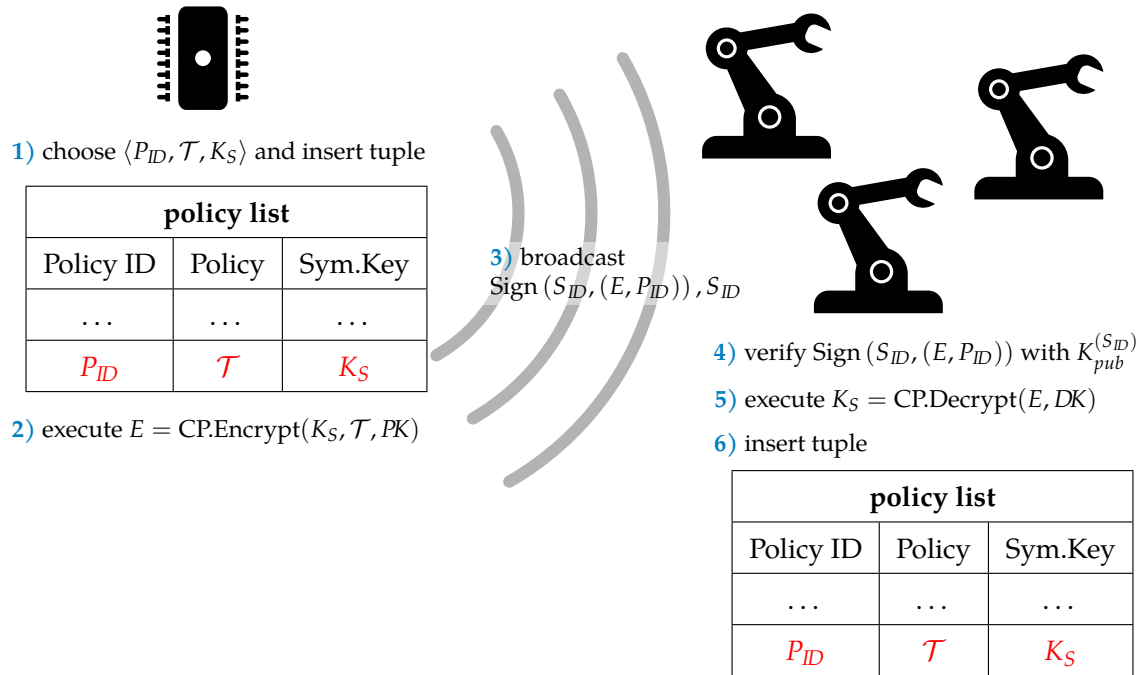 1) choose ⟨P_ID, 𝒯, K_S⟩ and insert tuple
policy list
Policy ID Policy Sym.Key
... ... ...
P_ID 𝒯 K_S
2) execute E = CP.Encrypt(K_S, 𝒯, PK)
3) broadcast
Sign (S_ID, (E, P_ID)) , S_ID
4) verify Sign (S_ID, (E, P_ID)) with K_pub^(S_ID)
5) execute K_S = CP.Decrypt(E, DK)
6) insert tuple
policy list
Policy ID Policy Sym.Key
... ... ...
P_ID 𝒯 K_S